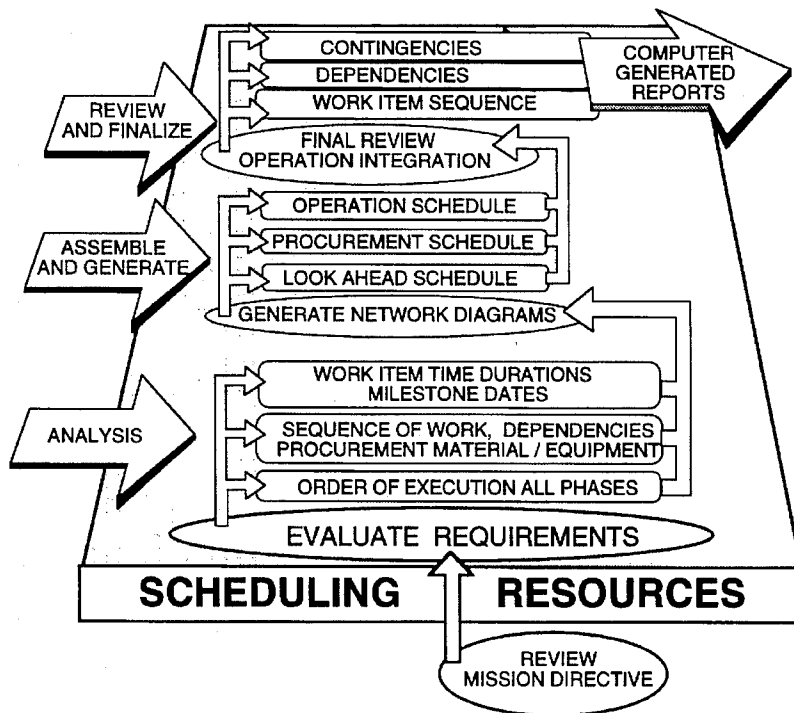 CONTINGENCIES
DEPENDENCIES
WORK ITEM SEQUENCE
COMPUTER
GENERATED
REPORTS
REVIEW
AND FINALIZE
FINAL REVIEW
OPERATION INTEGRATION
OPERATION SCHEDULE
PROCUREMENT SCHEDULE
LOOK AHEAD SCHEDULE
ASSEMBLE
AND GENERATE
GENERATE NETWORK DIAGRAMS
WORK ITEM TIME DURATIONS
MILESTONE DATES
SEQUENCE OF WORK, DEPENDENCIES
PROCUREMENT MATERIAL / EQUIPMENT
ORDER OF EXECUTION ALL PHASES
ANALYSIS
EVALUATE REQUIREMENTS
SCHEDULING RESOURCES
REVIEW
MISSION DIRECTIVE